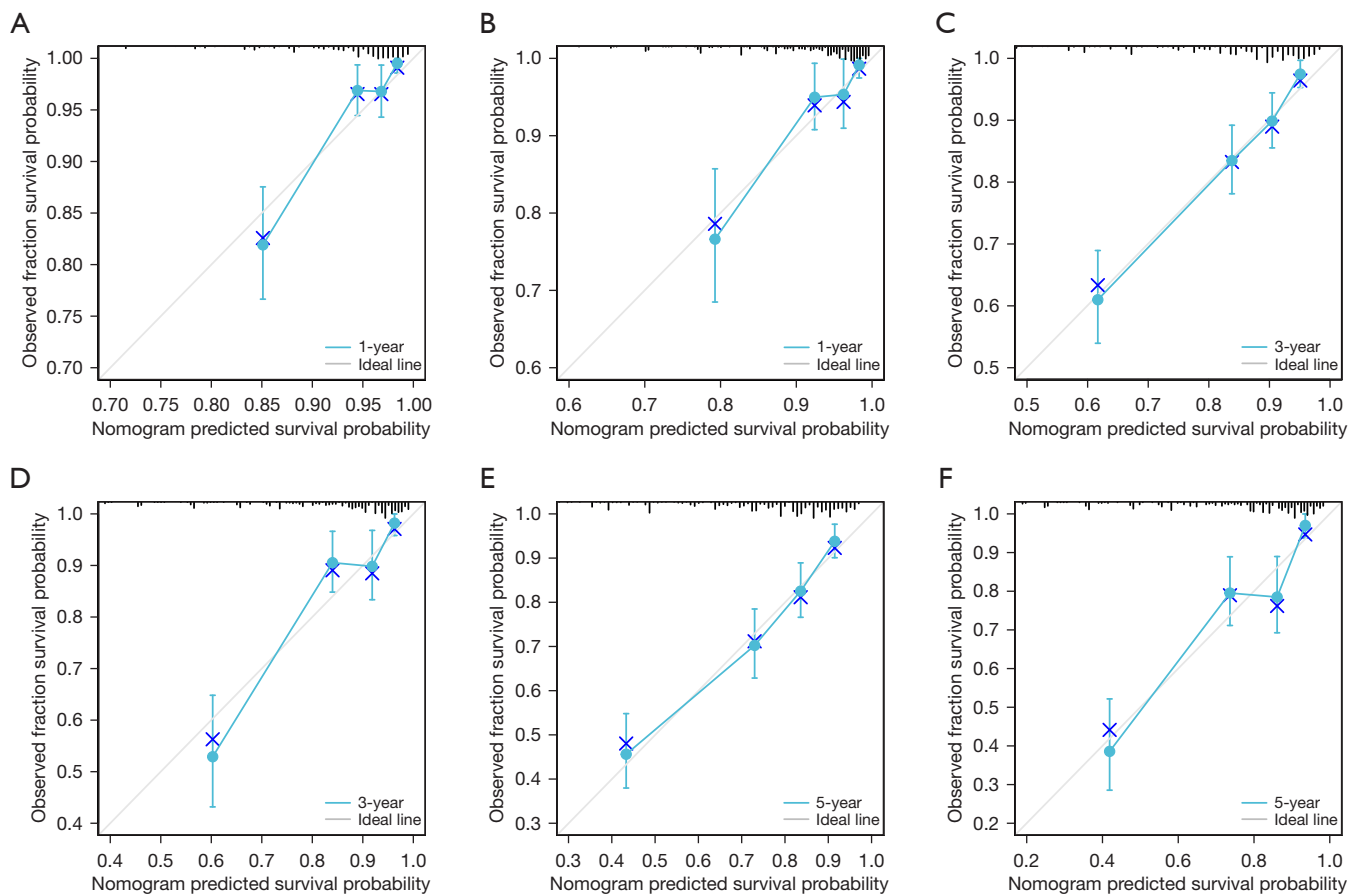 A
Observed fraction survival probability
1.00
0.95
0.90
0.85
0.80
0.75
0.70
1-year
Ideal line
0.70 0.75 0.80 0.85 0.90 0.95 1.00
Nomogram predicted survival probability
B
Observed fraction survival probability
1.0
0.9
0.8
0.7
0.6
1-year
Ideal line
0.6 0.7 0.8 0.9 1.0
Nomogram predicted survival probability
C
Observed fraction survival probability
1.0
0.9
0.8
0.7
0.6
0.5
3-year
Ideal line
0.5 0.6 0.7 0.8 0.9 1.0
Nomogram predicted survival probability
D
Observed fraction survival probability
1.0
0.9
0.8
0.7
0.6
0.5
0.4
3-year
Ideal line
0.4 0.5 0.6 0.7 0.8 0.9 1.0
Nomogram predicted survival probability
E
Observed fraction survival probability
1.0
0.9
0.8
0.7
0.6
0.5
0.4
0.3
5-year
Ideal line
0.3 0.4 0.5 0.6 0.7 0.8 0.9 1.0
Nomogram predicted survival probability
F
Observed fraction survival probability
1.0
0.9
0.8
0.7
0.6
0.5
0.4
0.3
0.2
5-year
Ideal line
0.2 0.4 0.6 0.8 1.0
Nomogram predicted survival probability